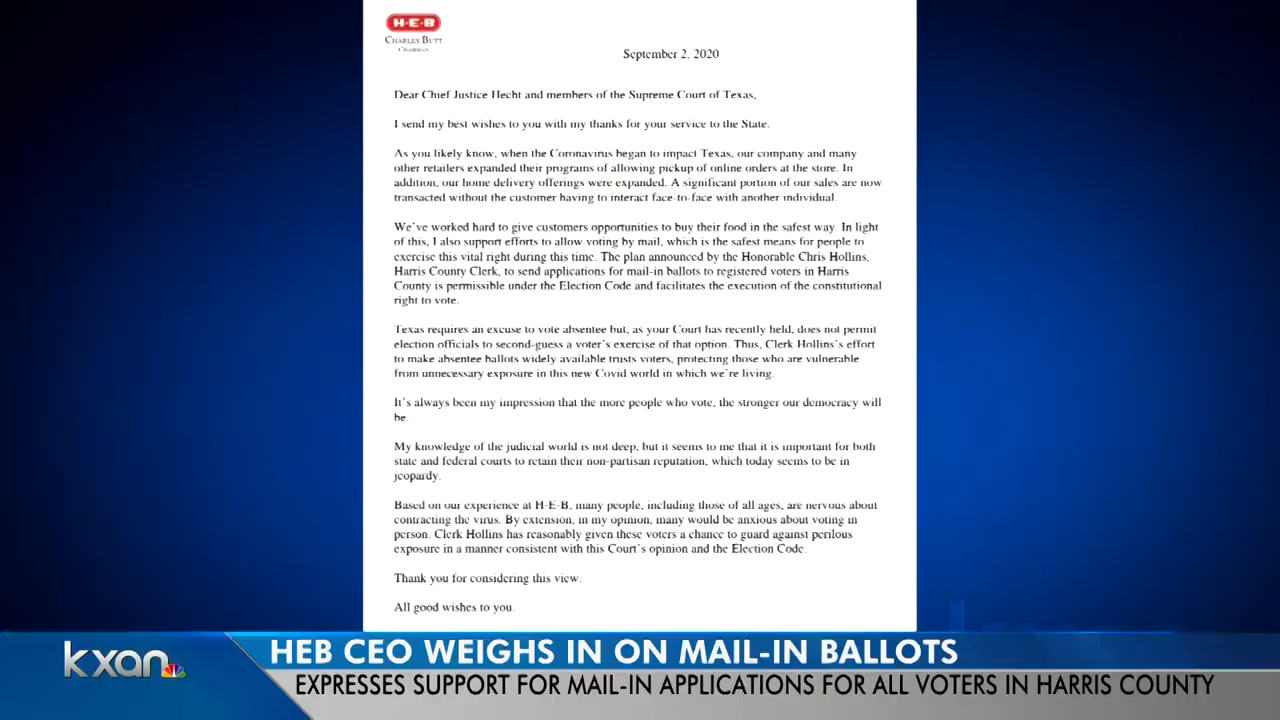 H-E-B
CHARLES BUTT
CHAIRMAN
September 2, 2020
Dear Chief Justice Hecht and members of the Supreme Court of Texas,
I send my best wishes to you with my thanks for your service to the State.
As you likely know, when the Coronavirus began to impact Texas, our company and many
other retailers expanded their programs of allowing pickup of online orders at the store. In
addition, our home delivery offerings were expanded. A significant portion of our sales are now
transacted without the customer having to interact face-to-face with another individual.
We've worked hard to give customers opportunities to buy their food in the safest way. In light
of this, I also support efforts to allow voting by mail, which is the safest means for people to
exercise this vital right during this time. The plan announced by the Honorable Chris Hollins,
Harris County Clerk, to send applications for mail-in ballots to registered voters in Harris
County is permissible under the Election Code and facilitates the execution of the constitutional
right to vote.
Texas requires an excuse to vote absentee but, as your Court has recently held, does not permit
election officials to second-guess a voter's exercise of that option. Thus, Clerk Hollins's effort
to make absentee ballots widely available trusts voters, protecting those who are vulnerable
from unnecessary exposure in this new Covid world in which we're living.
It's always been my impression that the more people who vote, the stronger our democracy will
be.
My knowledge of the judicial world is not deep, but it seems to me that it is important for both
state and federal courts to retain their non-partisan reputation, which today seems to be in
jeopardy.
Based on our experience at H-E-B, many people, including those of all ages, are nervous about
contracting the virus. By extension, in my opinion, many would be anxious about voting in
person. Clerk Hollins has reasonably given these voters a chance to guard against perilous
exposure in a manner consistent with this Court's opinion and the Election Code.
Thank you for considering this view.
All good wishes to you.
kxan
HEB CEO WEIGHS IN ON MAIL-IN BALLOTS
EXPRESSES SUPPORT FOR MAIL-IN APPLICATIONS FOR ALL VOTERS IN HARRIS COUNTY